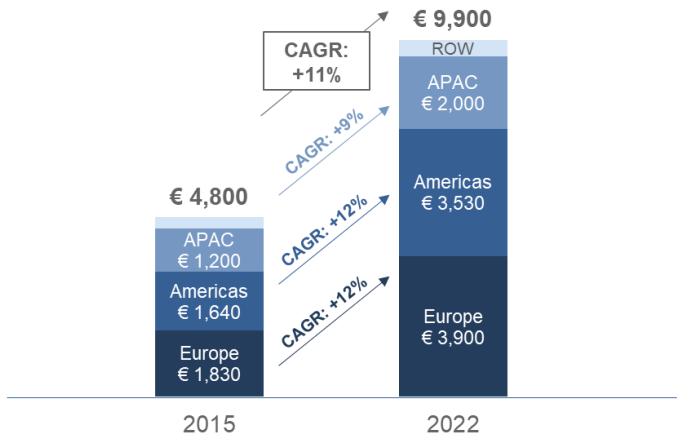 € 9,900
CAGR:
+11%
ROW
APAC
€ 2,000
CAGR: +9%
Americas
€ 3,530
€ 4,800
CAGR: +12%
APAC
€ 1,200
Americas
€ 1,640
CAGR: +12%
Europe
€ 3,900
Europe
€ 1,830
2015
2022